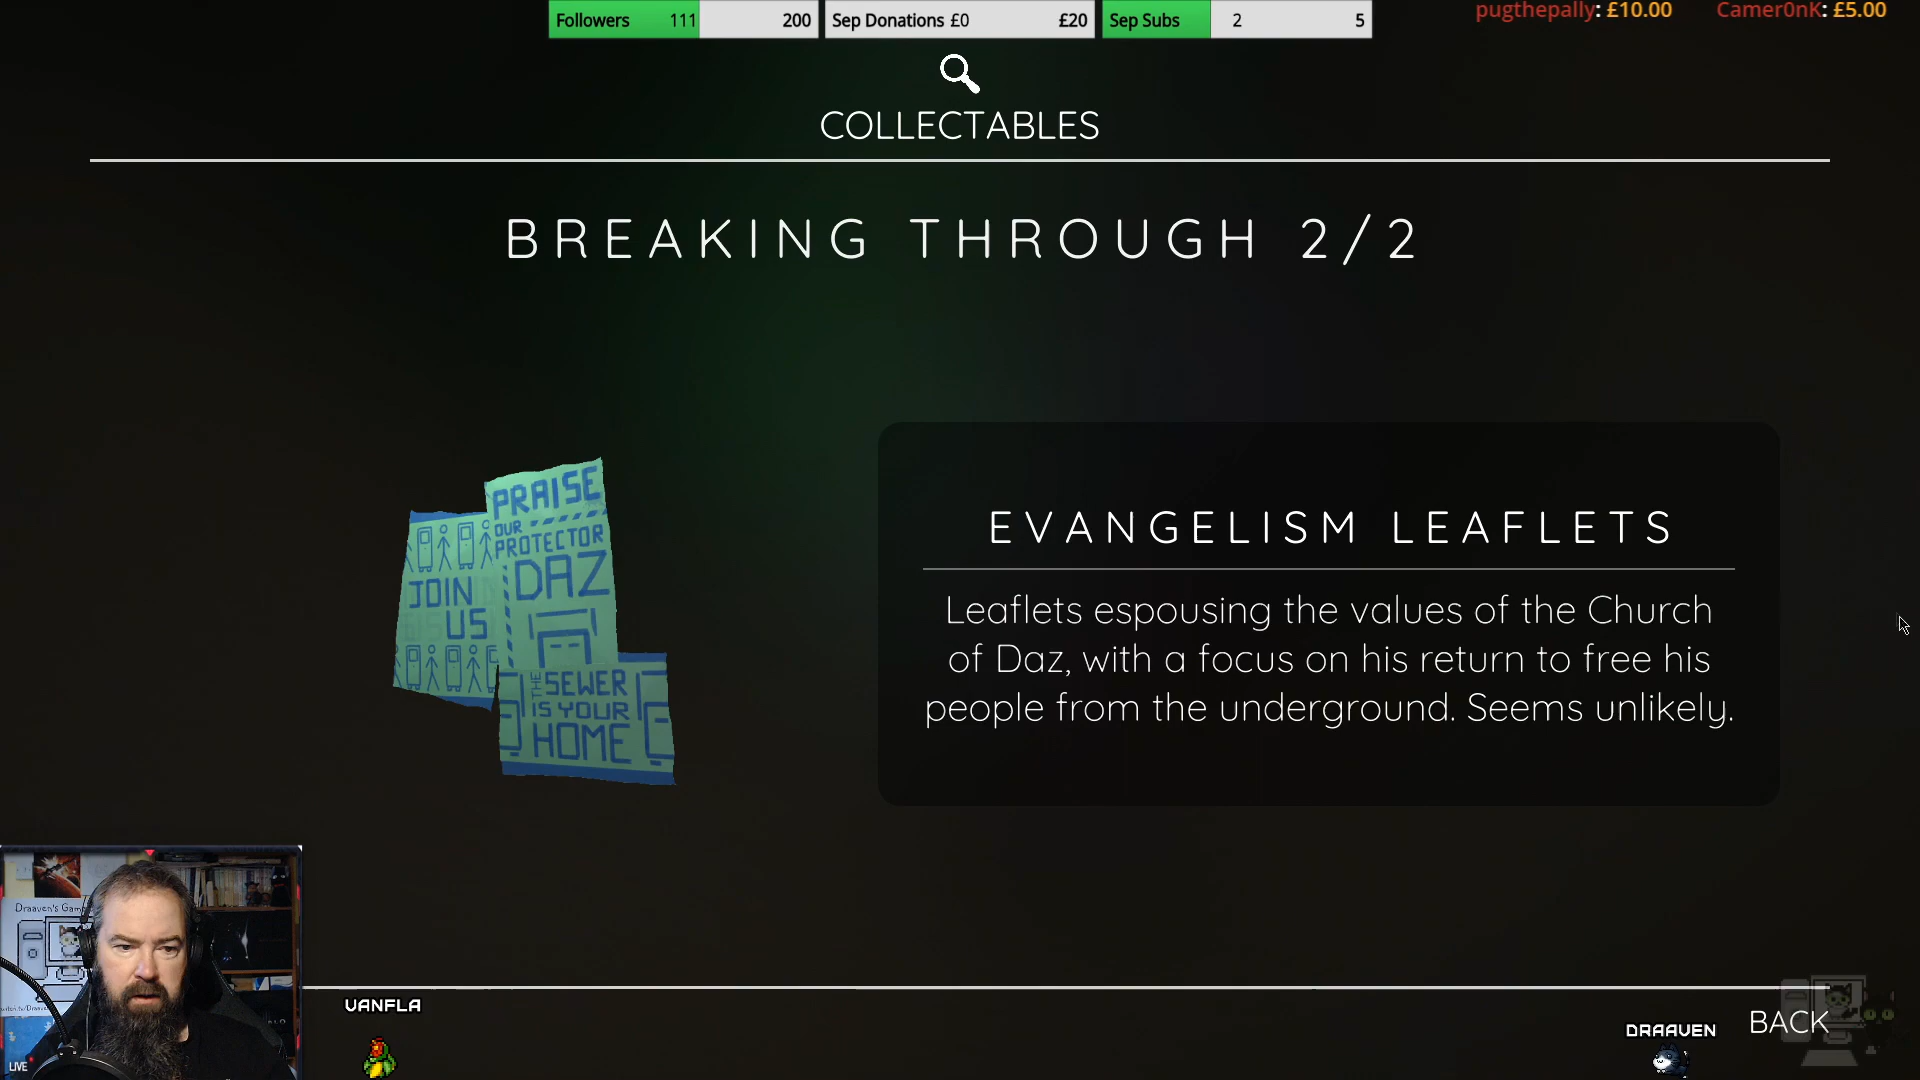 Followers 111 200
Sep Donations £0 £20
Sep Subs 2 5
pugthepally: £10.00 Camer0nK: £5.00
COLLECTABLES
BREAKING THROUGH 2/2
PRAISE
OUR
PROTECTOR
DAZ
JOIN
US
THE SEWER
IS YOUR
HOME
EVANGELISM LEAFLETS
Leaflets espousing the values of the Church
of Daz, with a focus on his return to free his
people from the underground. Seems unlikely.
Draaven's
LIVE
VANFLA
DRAAVEN
BACK